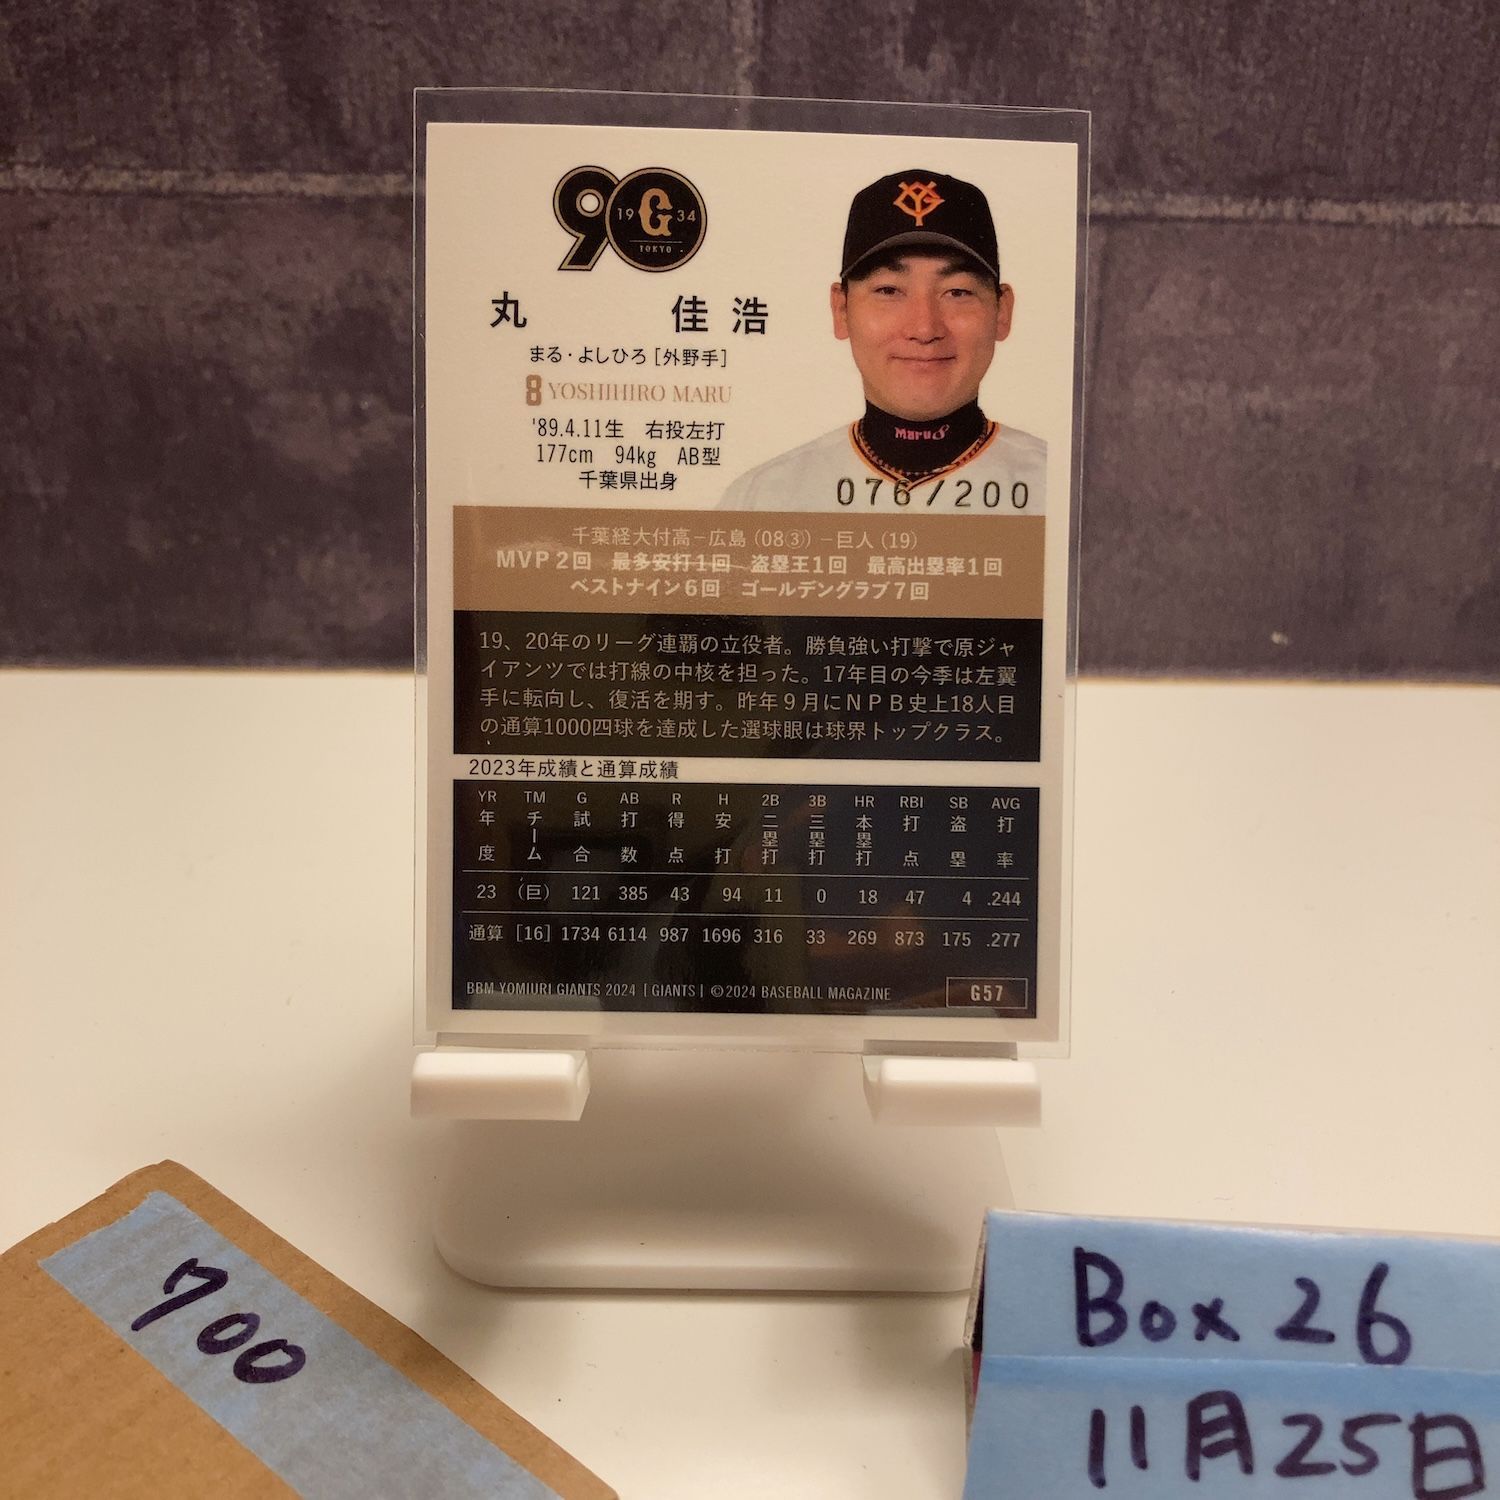 90
19 G 34
TOKYO
YG
丸 佳浩
まる・よしひろ [外野手]
8 YOSHIHIRO MARU
'89.4.11生 右投左打
177cm 94kg AB型
千葉県出身
Maru8
076/200
千葉経大付高－広島(08③)－巨人(19)
MVP2回 最多安打1回 盗塁王1回 最高出塁率1回
ベストナイン6回 ゴールデングラブ7回
19、20年のリーグ連覇の立役者。勝負強い打撃で原ジャ
イアンツでは打線の中核を担った。17年目の今季は左翼
手に転向し、復活を期す。昨年9月にNPB史上18人目
の通算1000四球を達成した選球眼は球界トップクラス。
2023年成績と通算成績
YR TM G AB R H 2B 3B HR RBI SB AVG
年度 チーム 試合 打数 得点 安打 二塁打 三塁打 本塁打 打点 盗塁 打率
23 (巨) 121 385 43 94 11 0 18 47 4 .244
通算 [16] 1734 6114 987 1696 316 33 269 873 175 .277
BBM YOMIURI GIANTS 2024 [GIANTS] ©2024 BASEBALL MAGAZINE
G57
700
Box 26
11月25日